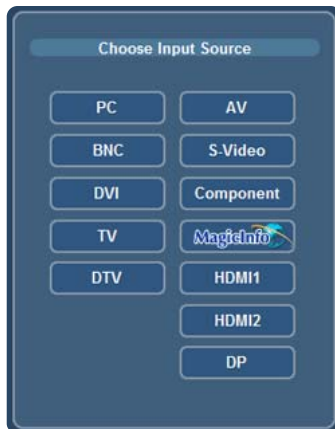 Choose Input Source
PC
AV
BNC
S-Video
DVI
Component
TV
MagicInfo
DTV
HDMI1
HDMI2
DP